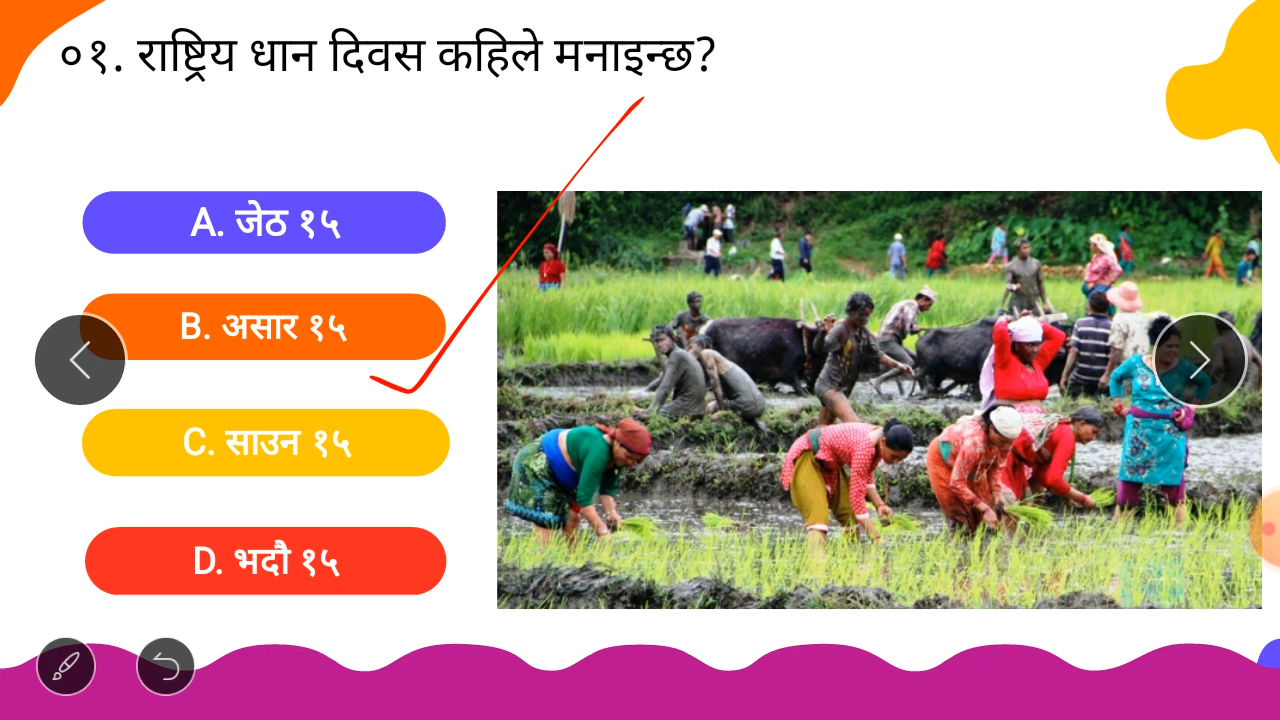 ०१. राष्ट्रिय धान दिवस कहिले मनाइन्छ?
A. जेठ १५
B. असार १५
C. साउन १५
D. भदौ १५